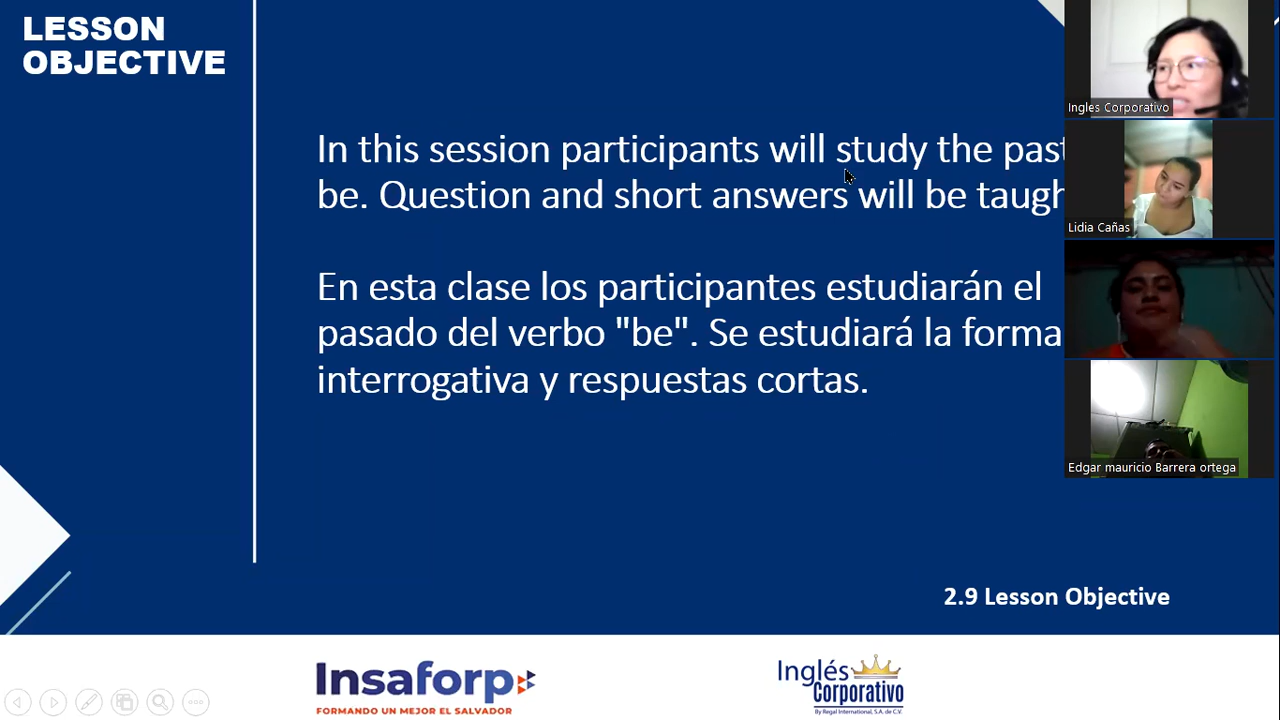 LESSON
OBJECTIVE
In this session participants will study the past
be. Question and short answers will be taugh
En esta clase los participantes estudiarán el
pasado del verbo "be". Se estudiará la forma
interrogativa y respuestas cortas.
2.9 Lesson Objective
Ingles Corporativo
Lidia Cañas
Edgar mauricio Barrera ortega
Insaforp
FORMANDO UN MEJOR EL SALVADOR
Inglés
Corporativo
By Regal International, S.A. de C.V.